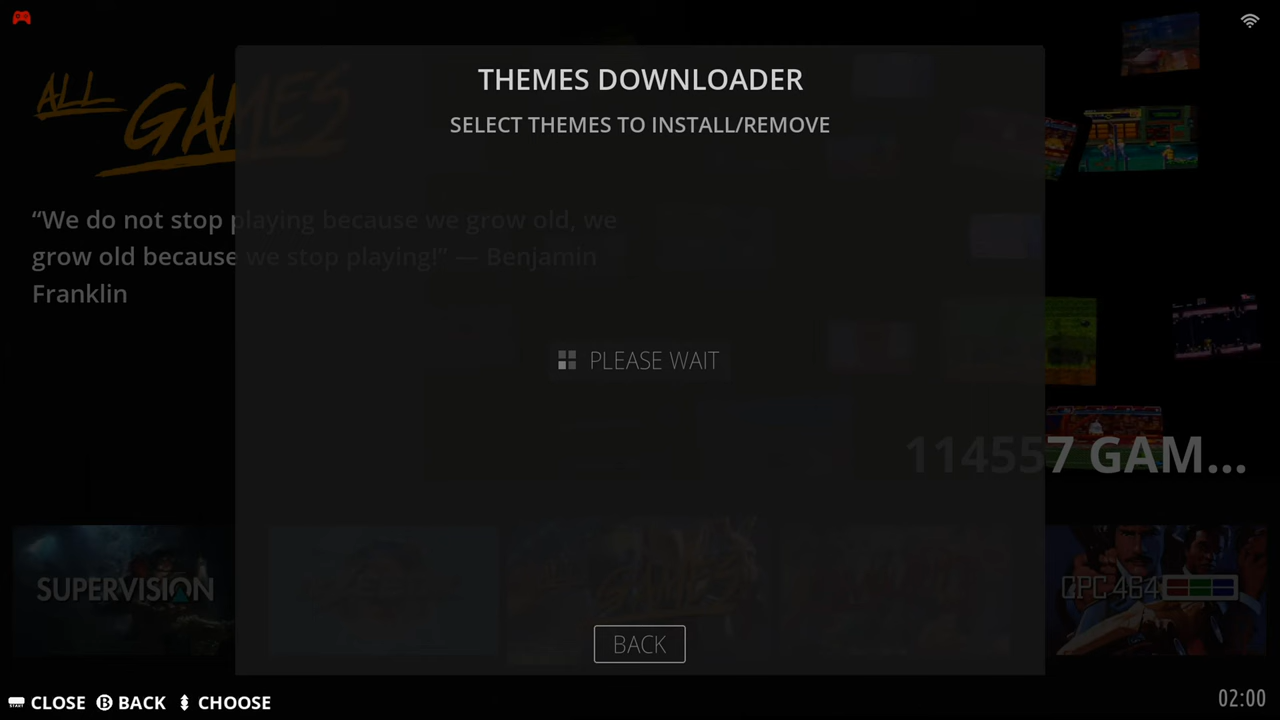 THEMES DOWNLOADER
SELECT THEMES TO INSTALL/REMOVE
ALL
GAMES
“We do not stop playing because we grow old, we
grow old because we stop playing!” — Benjamin
Franklin
PLEASE WAIT
114557 GAM...
SUPERVISION
CPC 464
BACK
START CLOSE B BACK CHOOSE
02:00